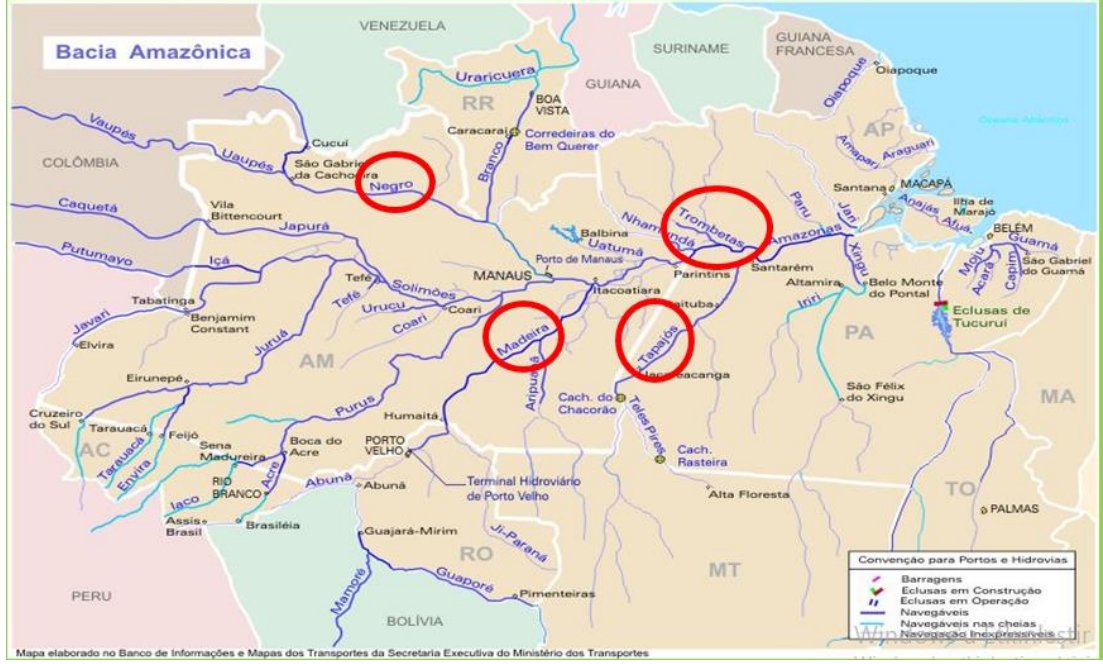 VENEZUELA
Bacia Amazônica
SURINAME
GUIANA
FRANCESA
Oiapoque
Oiapoque
Uraricuera
GUIANA
RR
BOA
VISTA
Vaupés
Cucuí
Caracaraí
Corredeiras do
Bem Querer
AP
Amapari
Araguari
Oceano Atlântico
COLÔMBIA
Uaupés
São Gabriel
da Cachoeira
Negro
Branco
Santana
MACAPÁ
Caquetá
Vila
Bittencourt
Japurá
Balbina
Uatumã
Nhamundá
Trombetas
Paru
Jari
Amazonas
Anajás
Afuá
Ilha de
Marajó
BELÉM
Guamá
Putumayo
Içá
Porto de Manaus
MANAUS
Parintins
Santarém
Xingu
Moju
Acará
Capim
São Gabriel
do Guamá
Tefé
Tefé
Solimões
Itacoatiara
Altamira
Belo Monte
do Pontal
Tabatinga
Uruçu
Coari
Coari
Itaituba
Iriri
Eclusas de
Tucuruí
Javari
Benjamim
Constant
Elvira
Juruá
AM
Madeira
Tapajós
PA
Jacareacanga
Eirunepé
Purus
Aripuanã
Cach. do
Chacorão
São Félix
do Xingu
MA
Cruzeiro
do Sul
Tarauacá
Feijó
Humaitá
Teles Pires
AC
Tarauacá
Envira
Sena
Madureira
Boca do
Acre
PORTO
VELHO
Cach.
Rasteira
RIO
BRANCO
Acre
Iaco
Abunã
Abunã
Terminal Hidroviário
de Porto Velho
Alta Floresta
TO
Assis
Brasil
Brasiléia
Guajará-Mirim
Ji-Paraná
PALMAS
RO
MT
PERU
Mamoré
Guaporé
Pimenteiras
BOLÍVIA
Convenção para Portos e Hidrovias
Barragens
Eclusas em Construção
Eclusas em Operação
Navegáveis
Navegáveis nas cheias
Navegação Inexpressíveis
Mapa elaborado no Banco de Informações e Mapas dos Transportes da Secretaria Executiva do Ministério dos Transportes